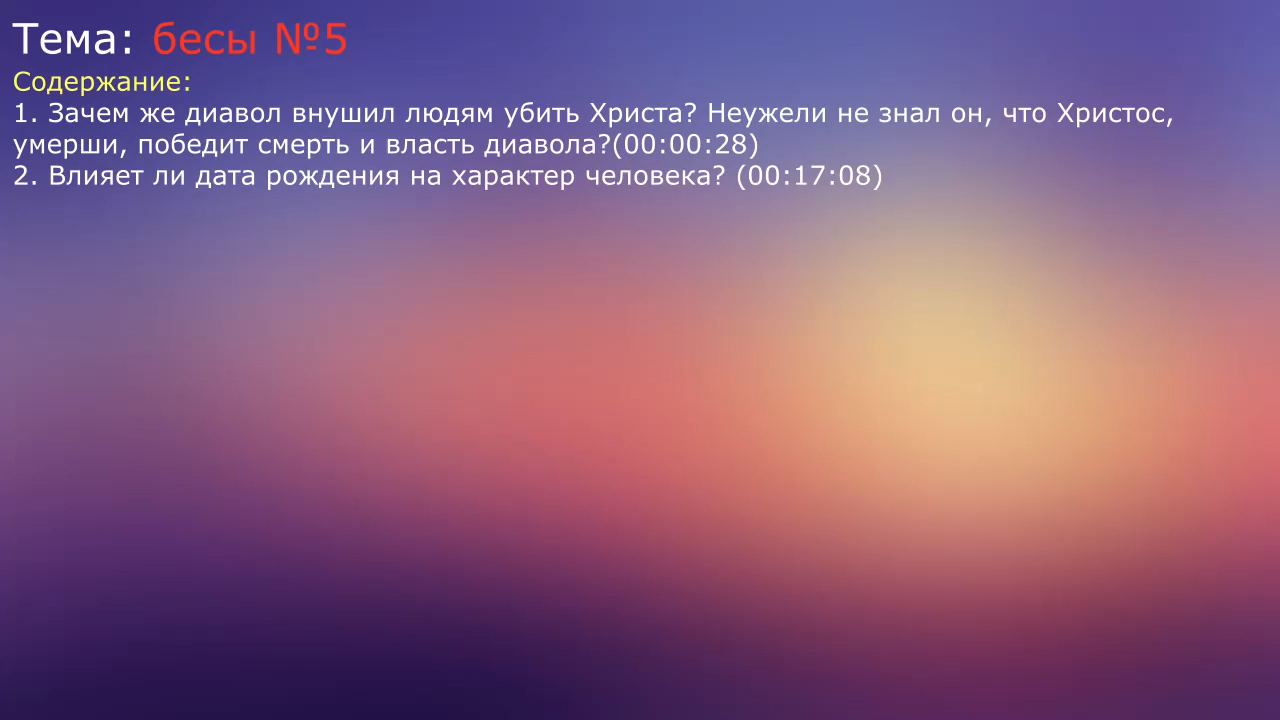 Тема: бесы №5
Содержание:
1. Зачем же диавол внушил людям убить Христа? Неужели не знал он, что Христос,
умерши, победит смерть и власть диавола?(00:00:28)
2. Влияет ли дата рождения на характер человека? (00:17:08)